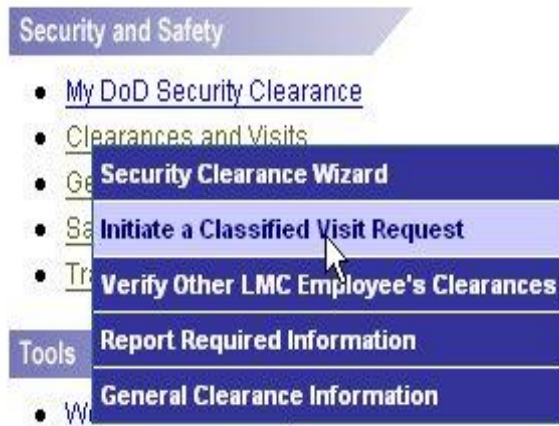 Security and Safety
• My DoD Security Clearance
• Clearances and Visits
Security Clearance Wizard
Initiate a Classified Visit Request
Verify Other LMC Employee's Clearances
Report Required Information
General Clearance Information
Tools